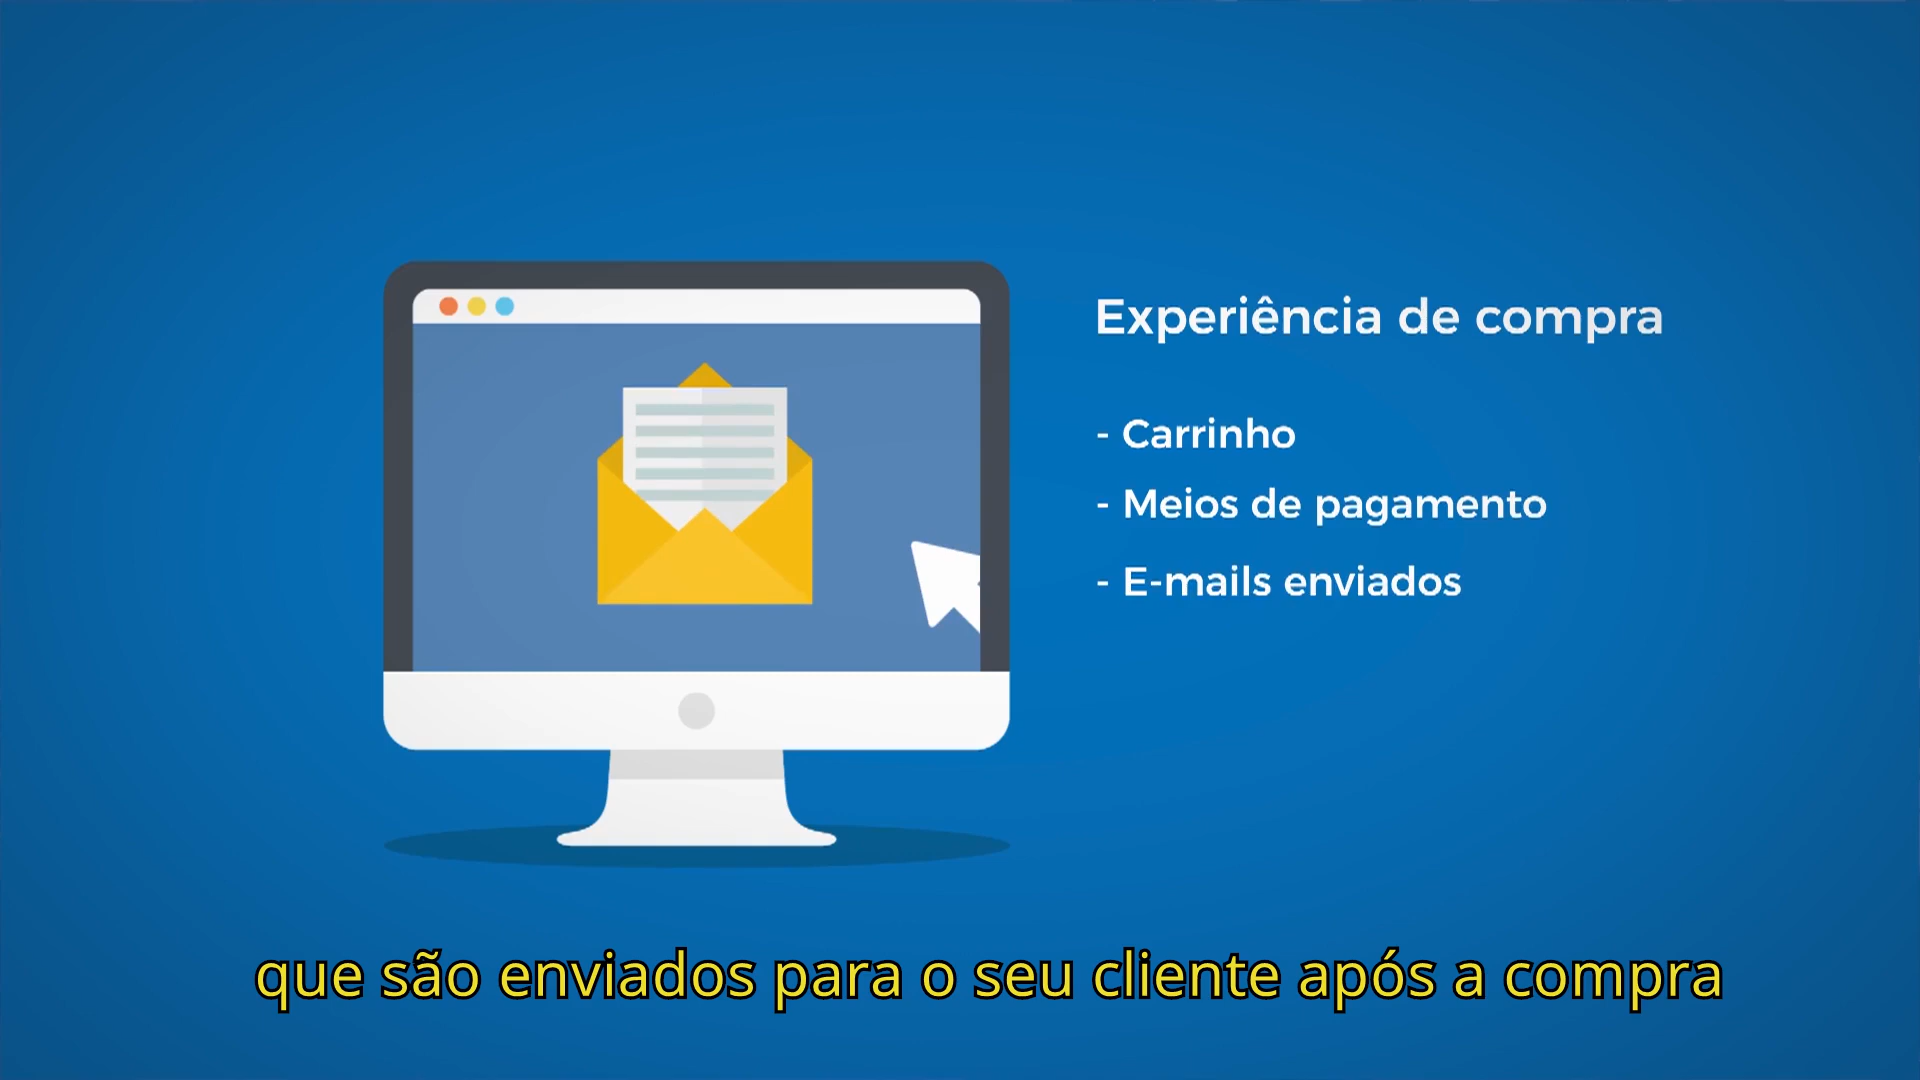 Experiência de compra
- Carrinho
- Meios de pagamento
- E-mails enviados
que são enviados para o seu cliente após a compra